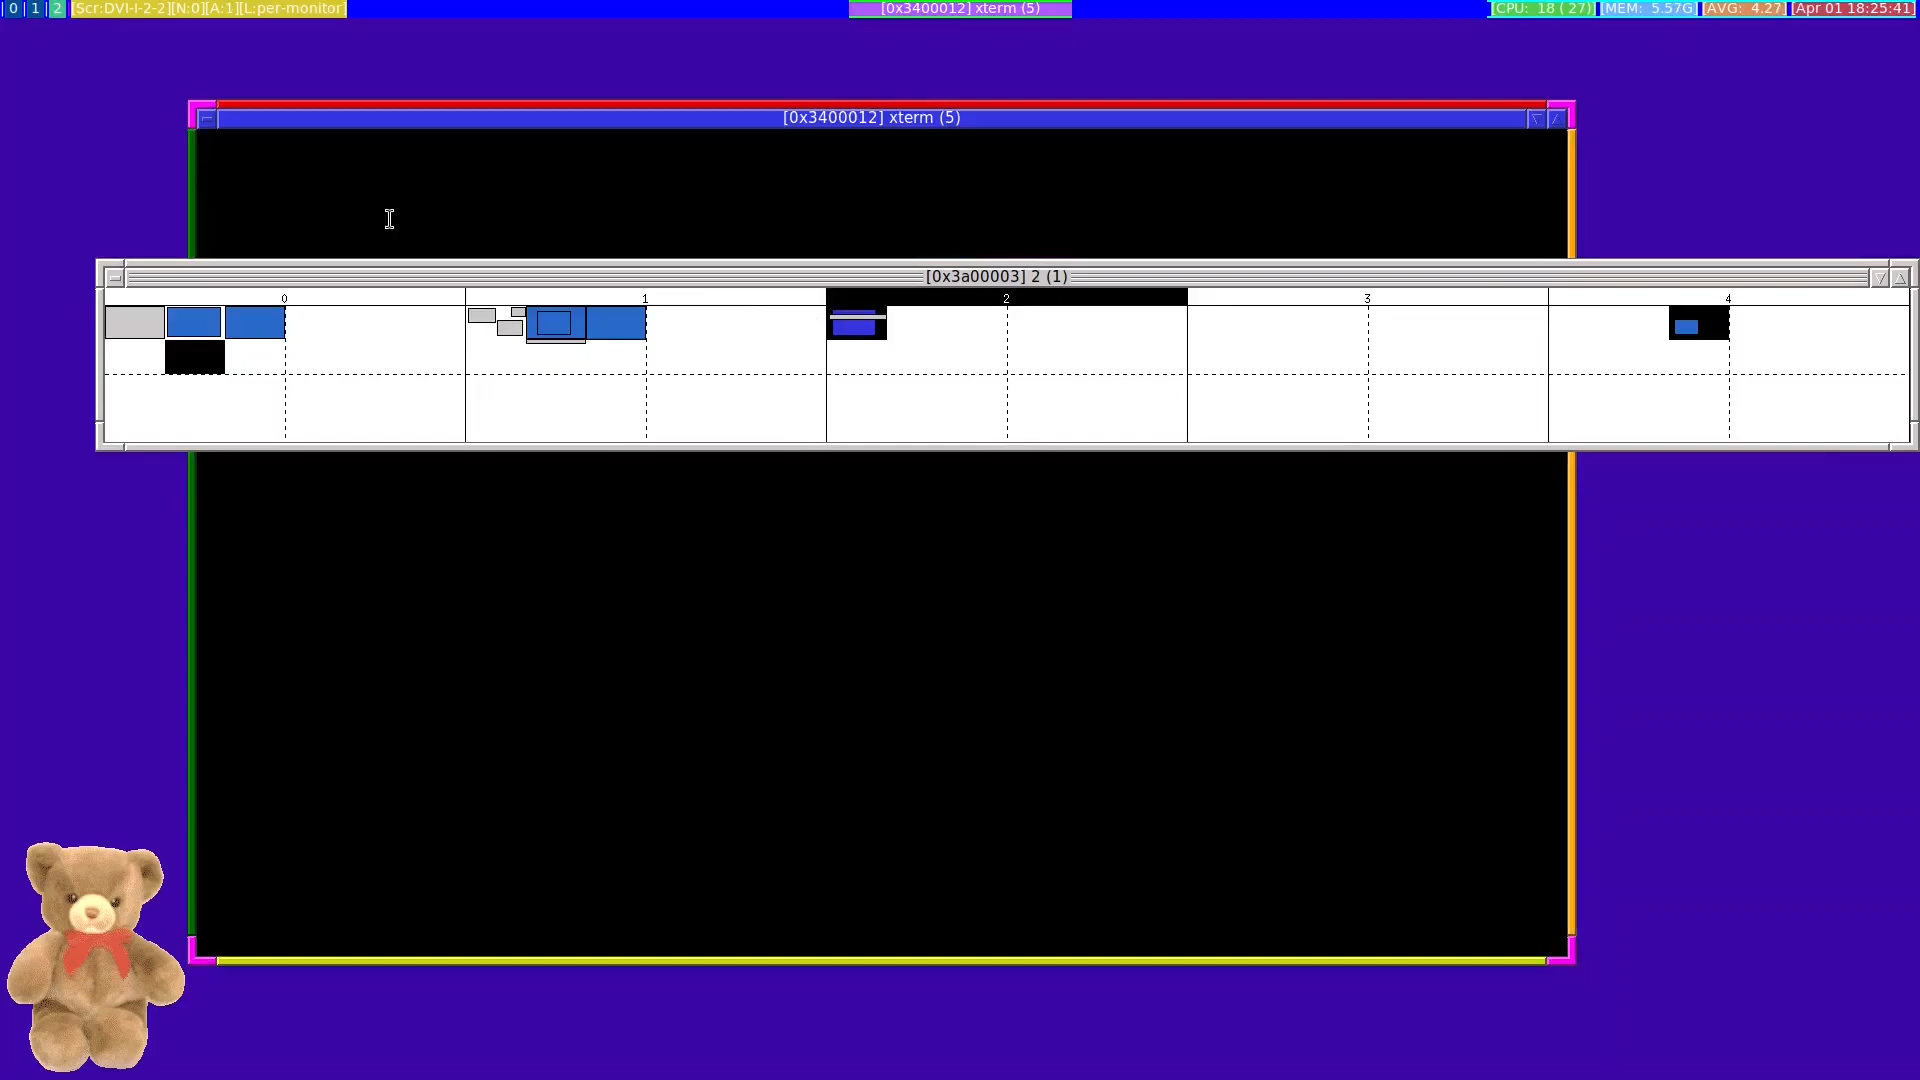 0 1 2 [Scr:DVI-I-2-2][N:0][A:1][L:per-monitor] [0x3400012] xterm (5) [CPU: 18 ( 27)] [MEM: 5.57G] [AVG: 4.27] [Apr 01 18:25:41]
[0x3400012] xterm (5)
[0x3a00003] 2 (1)
0 1 2 3 4